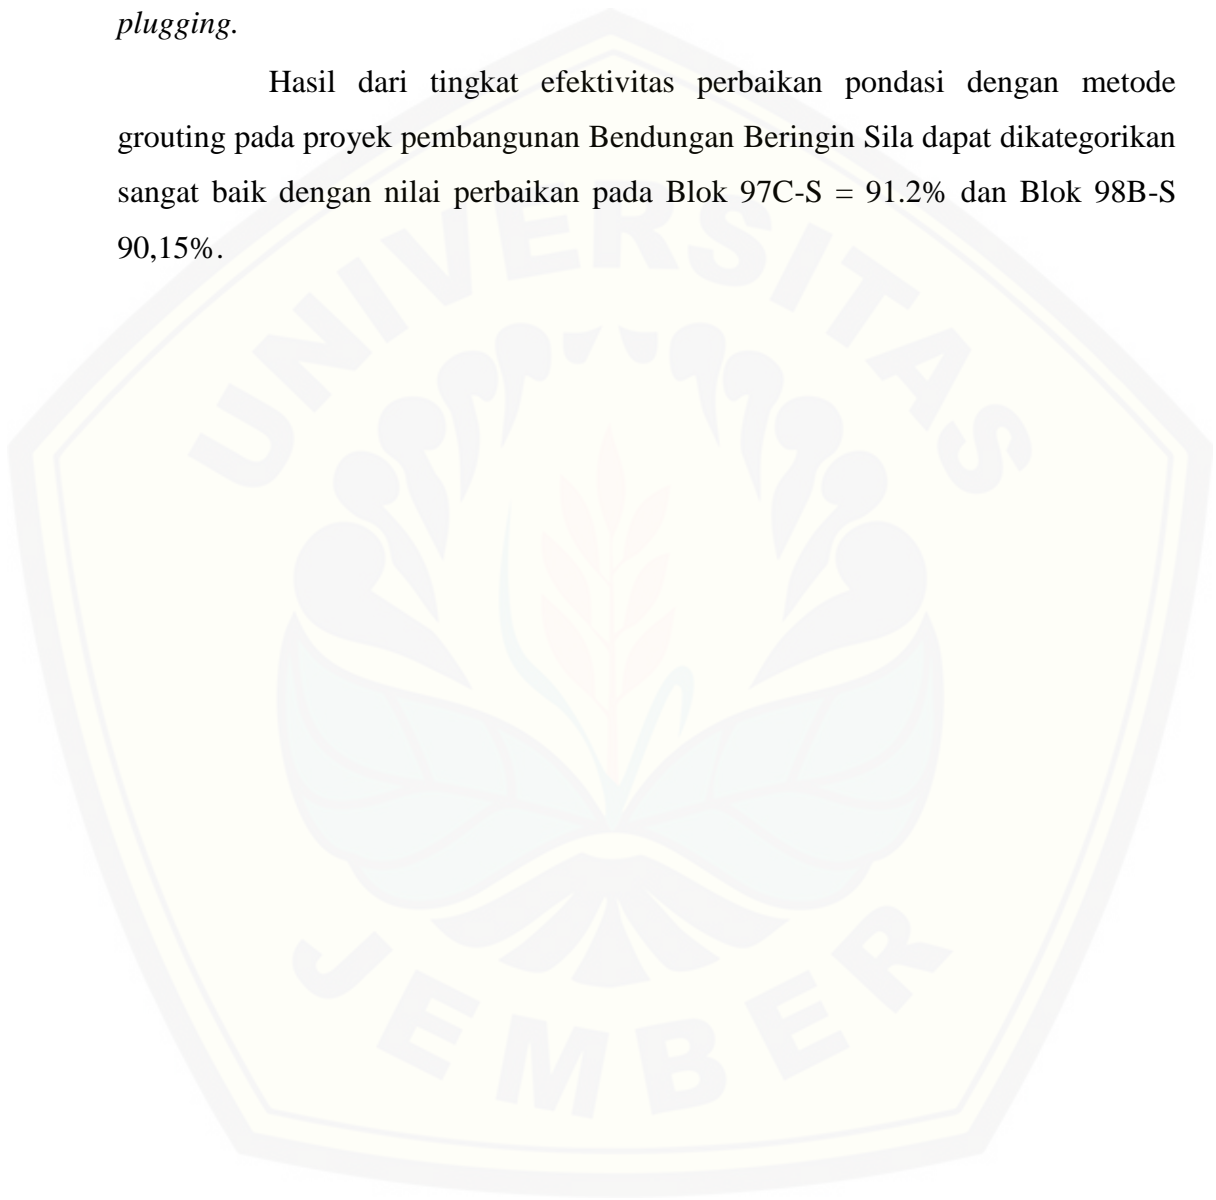 plugging.
Hasil dari tingkat efektivitas perbaikan pondasi dengan metode
grouting pada proyek pembangunan Bendungan Beringin Sila dapat dikategorikan
sangat baik dengan nilai perbaikan pada Blok 97C-S = 91.2% dan Blok 98B-S
90,15%.
UNIVERSITAS
JEMBER